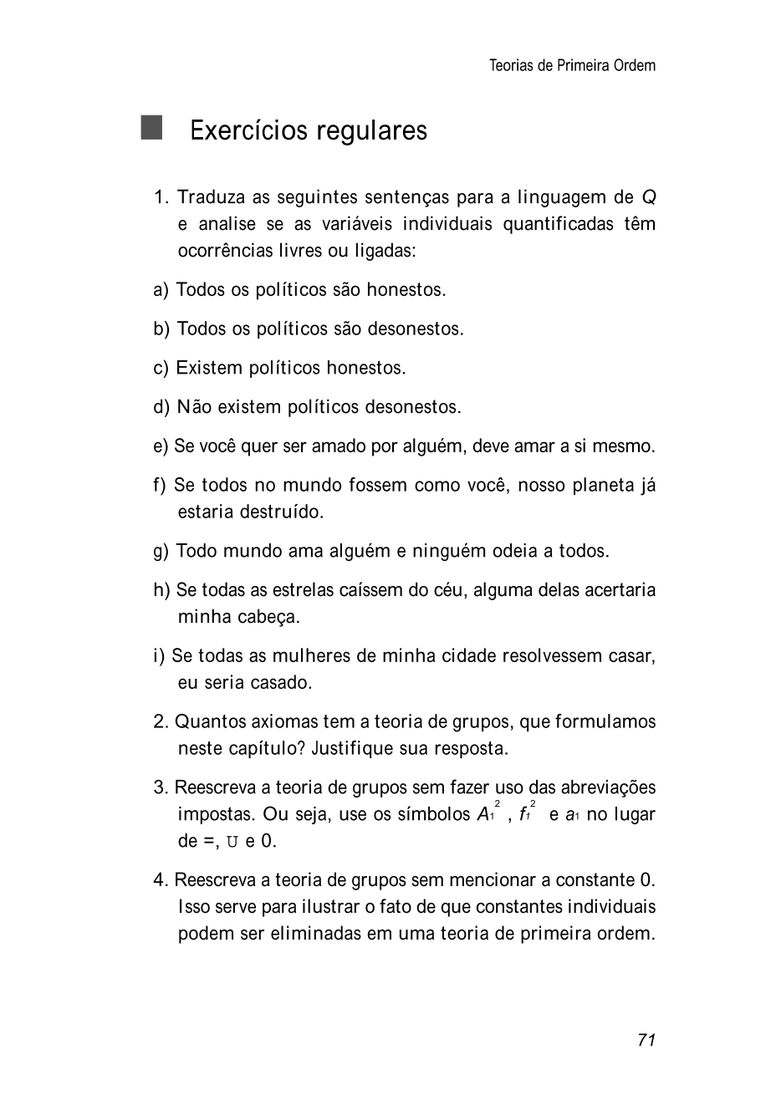 Teorias de Primeira Ordem
Exercícios regulares
1. Traduza as seguintes sentenças para a linguagem de Q
e analise se as variáveis individuais quantificadas têm
ocorrências livres ou ligadas:
a) Todos os políticos são honestos.
b) Todos os políticos são desonestos.
c) Existem políticos honestos.
d) Não existem políticos desonestos.
e) Se você quer ser amado por alguém, deve amar a si mesmo.
f) Se todos no mundo fossem como você, nosso planeta já
estaria destruído.
g) Todo mundo ama alguém e ninguém odeia a todos.
h) Se todas as estrelas caíssem do céu, alguma delas acertaria
minha cabeça.
i) Se todas as mulheres de minha cidade resolvessem casar,
eu seria casado.
2. Quantos axiomas tem a teoria de grupos, que formulamos
neste capítulo? Justifique sua resposta.
3. Reescreva a teoria de grupos sem fazer uso das abreviações
impostas. Ou seja, use os símbolos A₁², f₁² e a₁ no lugar
de =, U e 0.
4. Reescreva a teoria de grupos sem mencionar a constante 0.
Isso serve para ilustrar o fato de que constantes individuais
podem ser eliminadas em uma teoria de primeira ordem.
71